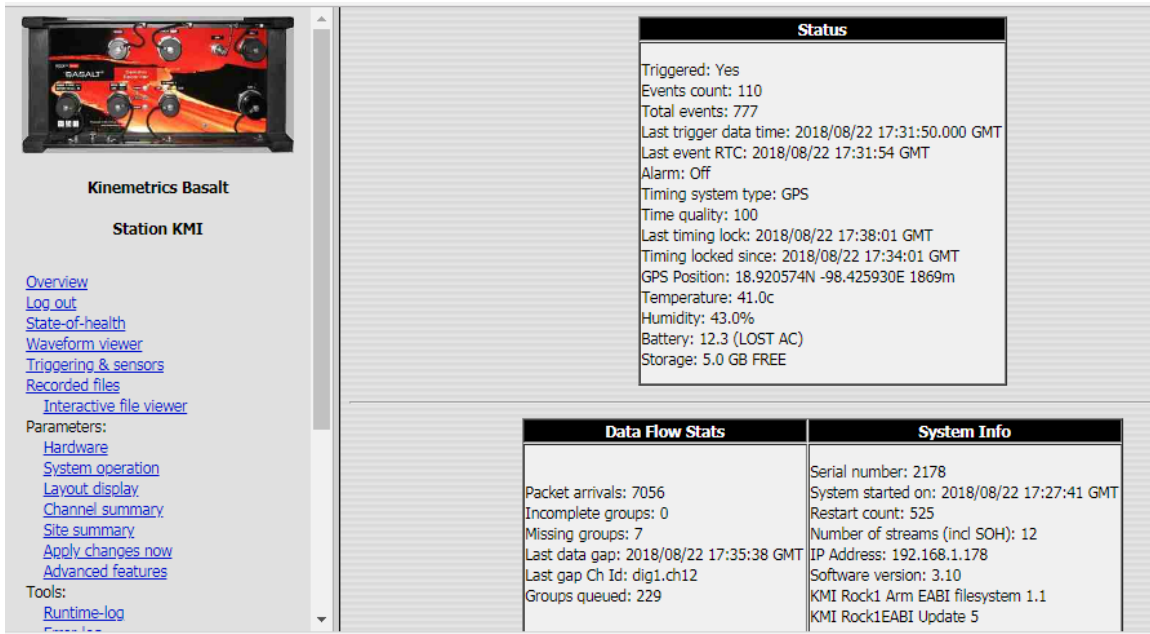 BASALT
Kinemetrics Basalt
Station KMI
Overview
Log out
State-of-health
Waveform viewer
Triggering & sensors
Recorded files
Interactive file viewer
Parameters:
Hardware
System operation
Layout display
Channel summary
Site summary
Apply changes now
Advanced features
Tools:
Runtime-log
Status
Triggered: Yes
Events count: 110
Total events: 777
Last trigger data time: 2018/08/22 17:31:50.000 GMT
Last event RTC: 2018/08/22 17:31:54 GMT
Alarm: Off
Timing system type: GPS
Time quality: 100
Last timing lock: 2018/08/22 17:38:01 GMT
Timing locked since: 2018/08/22 17:34:01 GMT
GPS Position: 18.920574N -98.425930E 1869m
Temperature: 41.0c
Humidity: 43.0%
Battery: 12.3 (LOST AC)
Storage: 5.0 GB FREE
Data Flow Stats
Packet arrivals: 7056
Incomplete groups: 0
Missing groups: 7
Last data gap: 2018/08/22 17:35:38 GMT
Last gap Ch Id: dig1.ch12
Groups queued: 229
System Info
Serial number: 2178
System started on: 2018/08/22 17:27:41 GMT
Restart count: 525
Number of streams (incl SOH): 12
IP Address: 192.168.1.178
Software version: 3.10
KMI Rock1 Arm EABI filesystem 1.1
KMI Rock1EABI Update 5